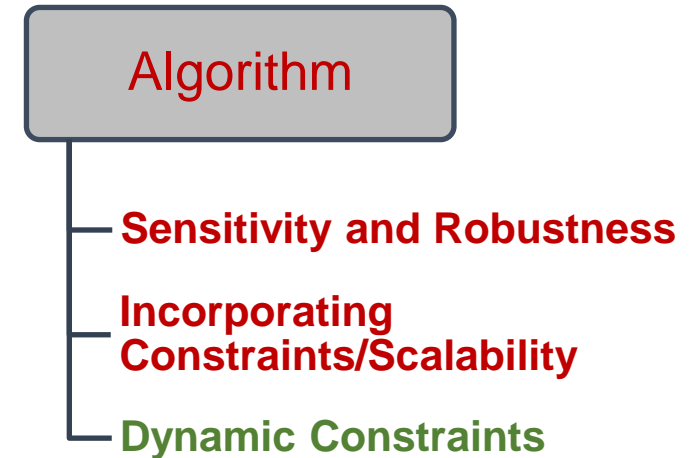 Algorithm
Sensitivity and Robustness
Incorporating
Constraints/Scalability
Dynamic Constraints